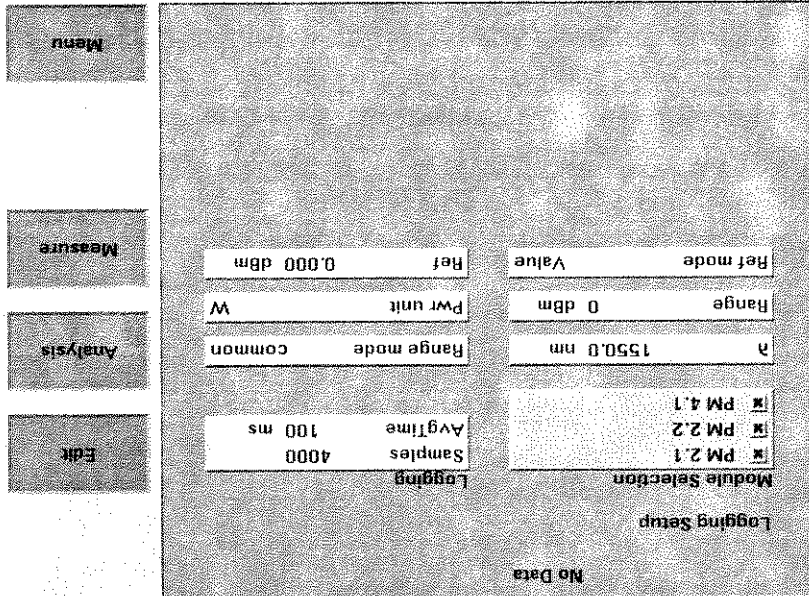 No Data
Logging Setup
Module Selection
PM 2.1
PM 2.2
PM 4.1
λ 1550.0 nm
Range 0 dBm
Ref mode Value
Logging
Samples 4000
AvgTime 100 ms
Range mode common
Pwr unit W
Ref 0.000 dBm
Edit
Analysis
Measure
Menu